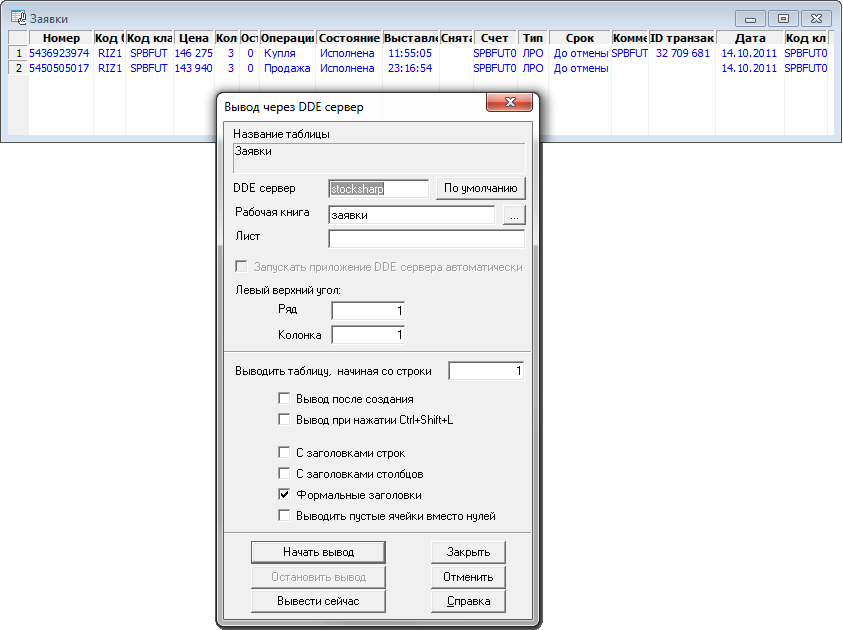 Заявки
Номер Код Код кла Цена Кол Ост Операция Состояние Выставле Снята Счет Тип Срок Комме ID транзак Дата Код кл
1 5436923974 RIZ1 SPBFUT 146 275 3 0 Купля Исполнена 11:55:05 SPBFUT0 ЛРО До отмены SPBFUT 32 709 681 14.10.2011 SPBFUT0
2 5450505017 RIZ1 SPBFUT 143 940 3 0 Продажа Исполнена 23:16:54 SPBFUT0 ЛРО До отмены 14.10.2011 SPBFUT0
Вывод через DDE сервер
Название таблицы
Заявки
DDE сервер stocksharp По умолчанию
Рабочая книга заявки ...
Лист
Запускать приложение DDE сервера автоматически
Левый верхний угол:
Ряд 1
Колонка 1
Выводить таблицу, начиная со строки 1
Вывод после создания
Вывод при нажатии Ctrl+Shift+L
С заголовками строк
С заголовками столбцов
Формальные заголовки
Выводить пустые ячейки вместо нулей
Начать вывод Закрыть
Остановить вывод Отменить
Вывести сейчас Справка